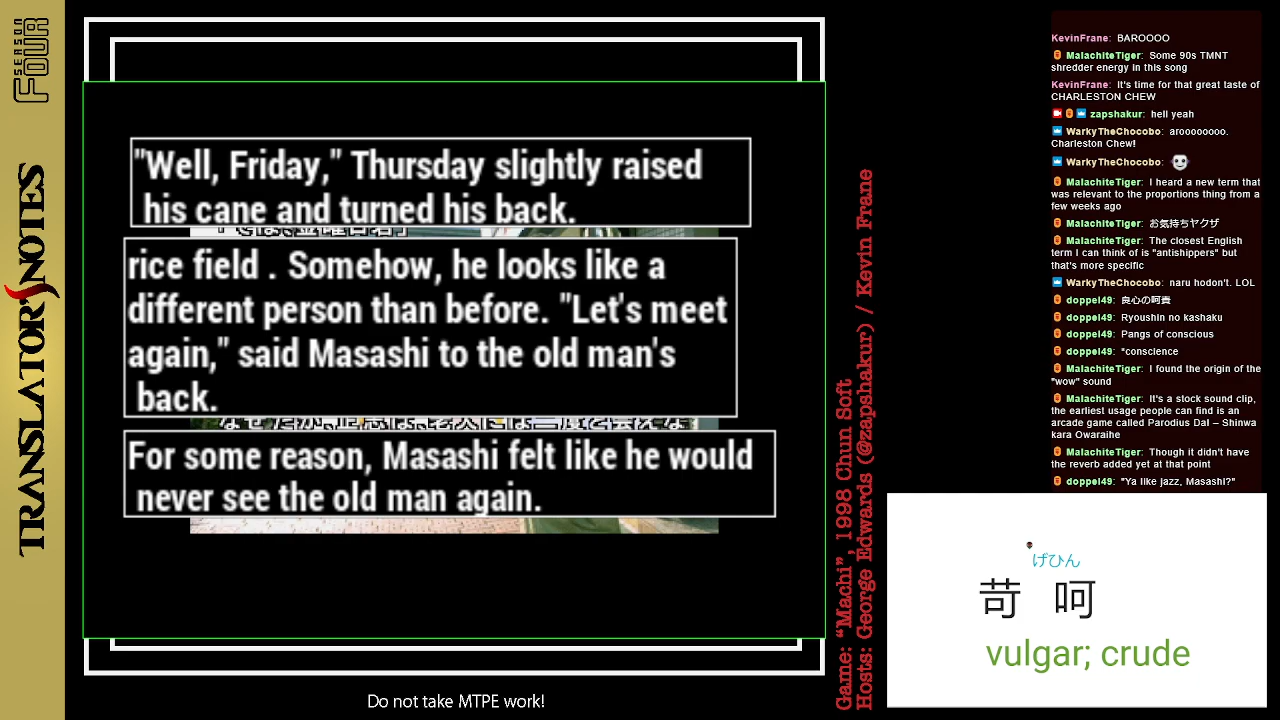 SEASON
FOUR
TRANSLATOR'S NOTES
"Well, Friday," Thursday slightly raised
his cane and turned his back.
rice field . Somehow, he looks like a
different person than before. "Let's meet
again," said Masashi to the old man's
back.
some reason, Masashi felt like he would
never see the old man again.
Do not take MTPE work!
Game: "Machi", 1998 Chun Soft
Hosts: George Edwards (@zapshakur) / Kevin Frane
KevinFrane: BAROOOO
MalachiteTiger: Some 90s TMNT
shredder energy in this song
KevinFrane: It's time for that great taste of
CHARLESTON CHEW
zapshakur: hell yeah
WarkyTheChocobo: aroooooooo.
Charleston Chew!
WarkyTheChocobo:
MalachiteTiger: I heard a new term that
was relevant to the proportions thing from a
few weeks ago
MalachiteTiger: お気持ちヤクザ
MalachiteTiger: The closest English
term I can think of is "antishippers" but
that's more specific
WarkyTheChocobo: naru hodon't LOL
doppel49: 良心の呵責
doppel49: Ryoushin no kashaku
doppel49: Pangs of conscious
doppel49: *conscience
MalachiteTiger: I found the origin of the
"wow" sound
MalachiteTiger: It's a stock sound clip,
the earliest usage people can find is an
arcade game called Parodius Da! - Shinwa
kara Owaraihe
MalachiteTiger: Though it didn't have
the reverb on it yet at that point
doppel49: "Ya like jazz, Masashi?"
げひん
苛 呵
vulgar; crude